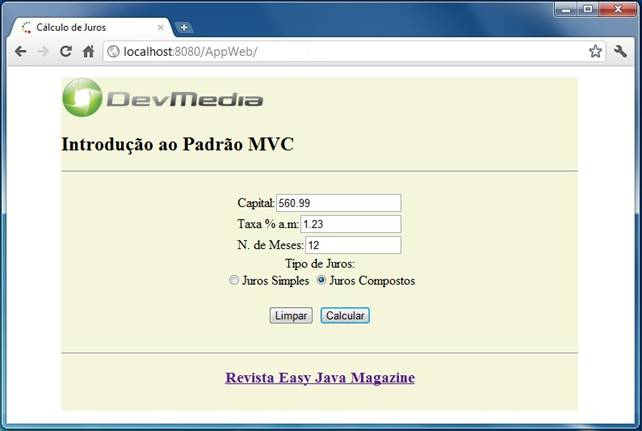 Cálculo de Juros
localhost:8080/AppWeb/
DevMedia
Introdução ao Padrão MVC
Capital: 560.99
Taxa % a.m: 1.23
N. de Meses: 12
Tipo de Juros:
Juros Simples Juros Compostos
Limpar Calcular
Revista Easy Java Magazine